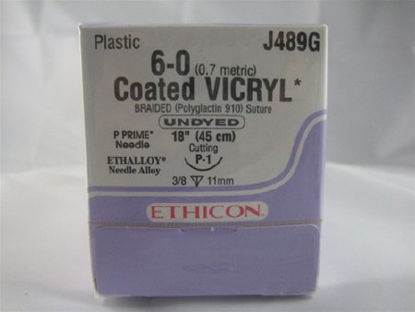 Plastic J489G
6-0 (0.7 metric)
Coated VICRYL*
BRAIDED (Polyglactin 910) Suture
UNDYED
P PRIME* 18" (45 cm)
Needle Cutting
ETHALLOY* P-1
Needle Alloy
3/8 11mm
ETHICON